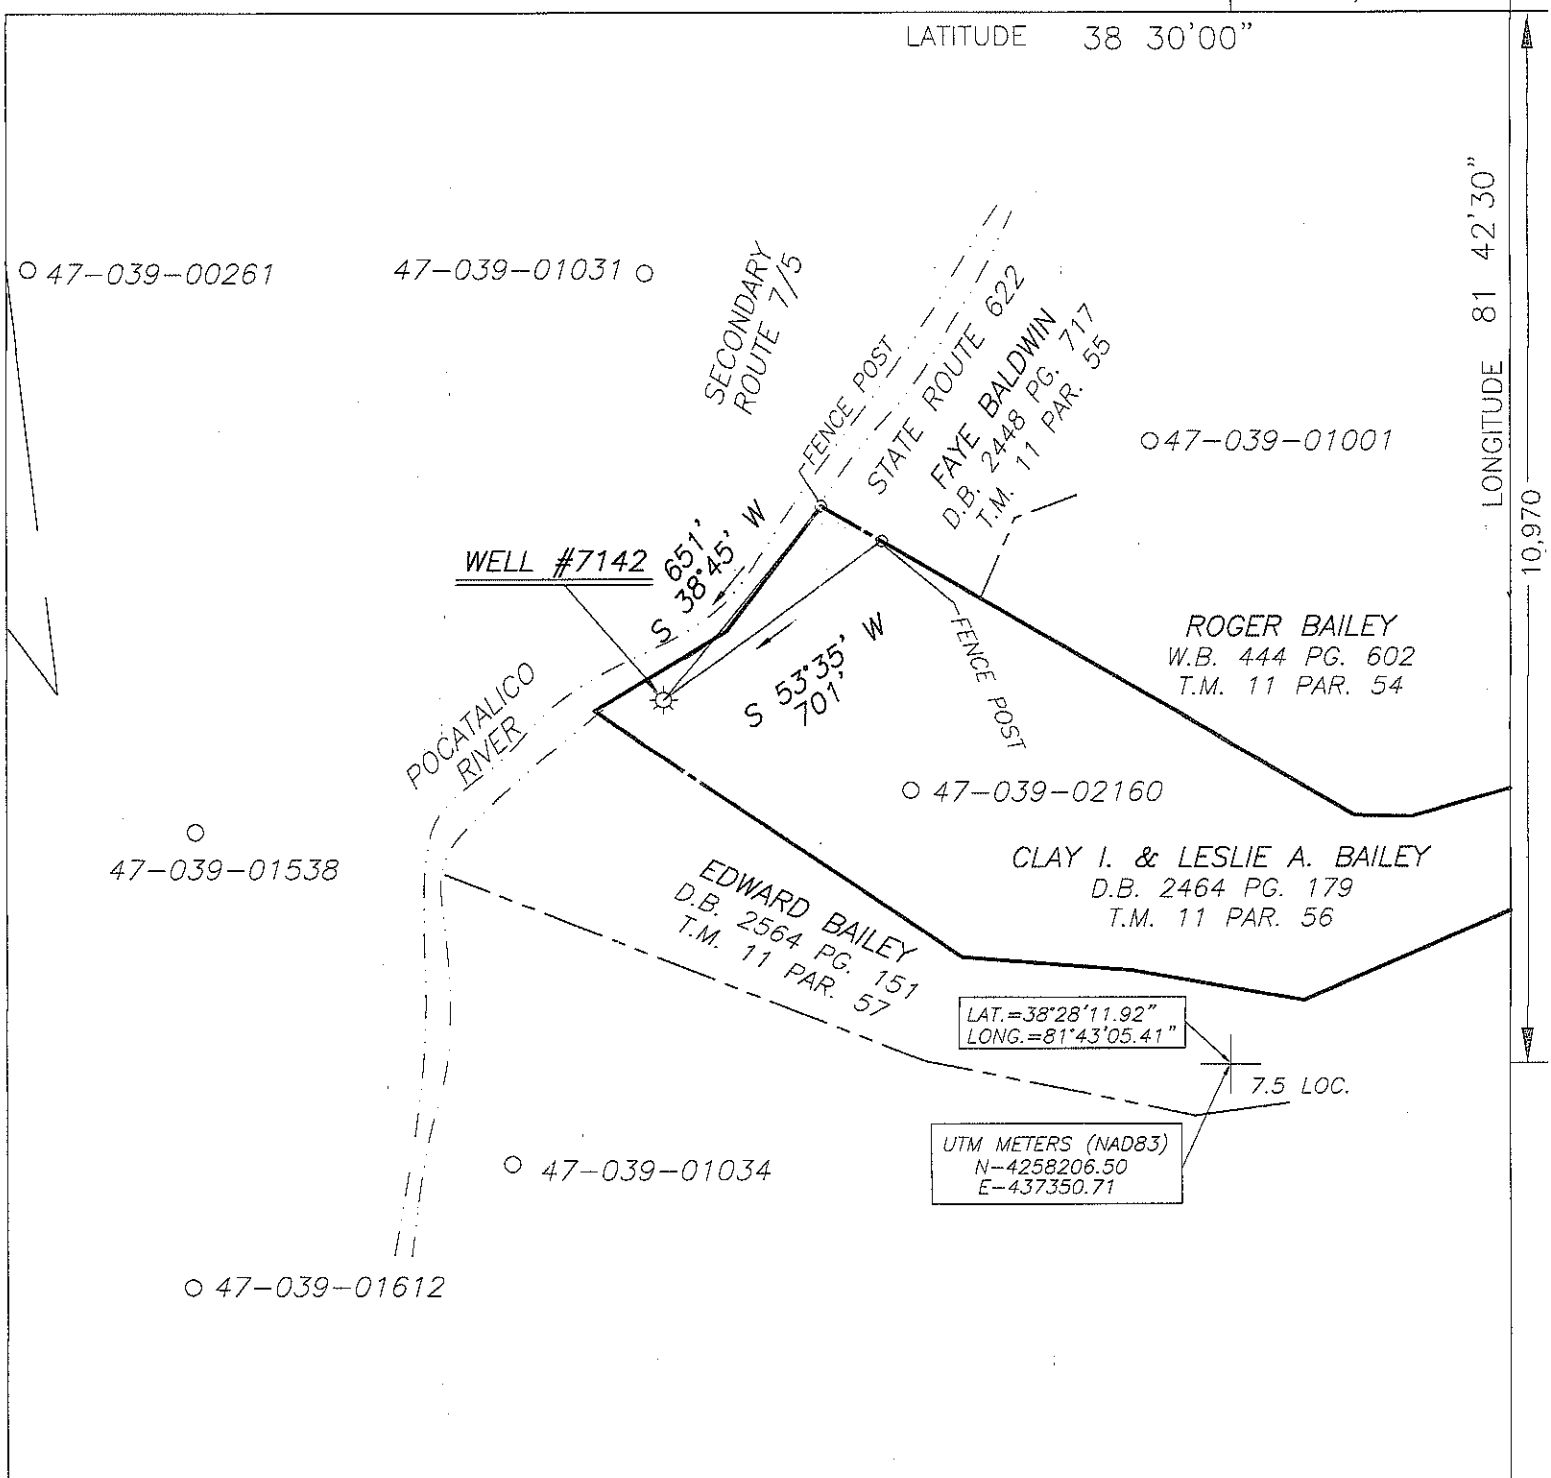 LATITUDE 38 30'00"
LONGITUDE 81 42'30"
10,970
47-039-00261
47-039-01031
SECONDARY
ROUTE 7/5
FENCE POST
STATE ROUTE 622
FAYE BALDWIN
D.B. 2448 PG. 717
T.M. 11 PAR. 55
47-039-01001
WELL #7142
651'
S 38°45' W
S 53°35' W
701'
FENCE POST
ROGER BAILEY
W.B. 444 PG. 602
T.M. 11 PAR. 54
POCATALICO
RIVER
47-039-02160
47-039-01538
CLAY I. & LESLIE A. BAILEY
D.B. 2464 PG. 179
T.M. 11 PAR. 56
EDWARD BAILEY
D.B. 2564 PG. 151
T.M. 11 PAR. 57
LAT.=38°28'11.92"
LONG.=81°43'05.41"
7.5 LOC.
UTM METERS (NAD83)
N-4258206.50
E-437350.71
47-039-01034
47-039-01612